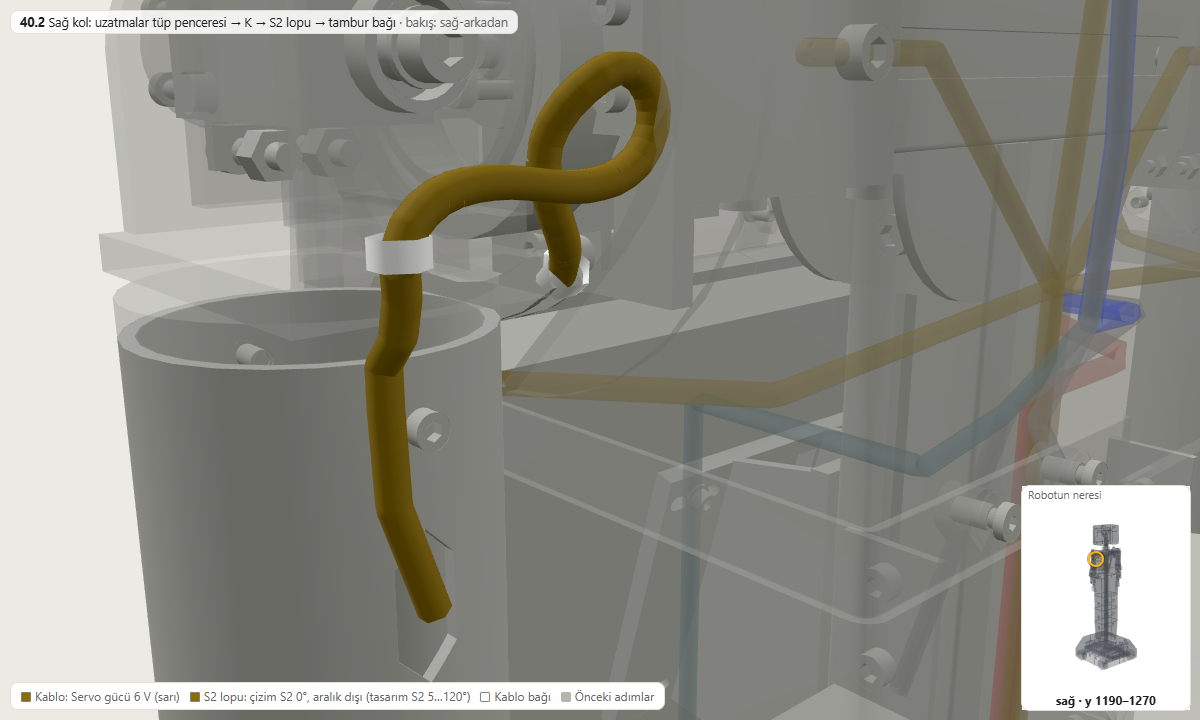 40.2 Sağ kol: uzatmalar tüp penceresi → K → S2 lopu → tambur bağı · bakış: sağ-arkadan
Robotun neresi
sağ · y 1190–1270
Kablo: Servo gücü 6 V (sarı) S2 lopu: çizim S2 0°, aralık dışı (tasarım S2 5...120°) Kablo bağı Önceki adımlar